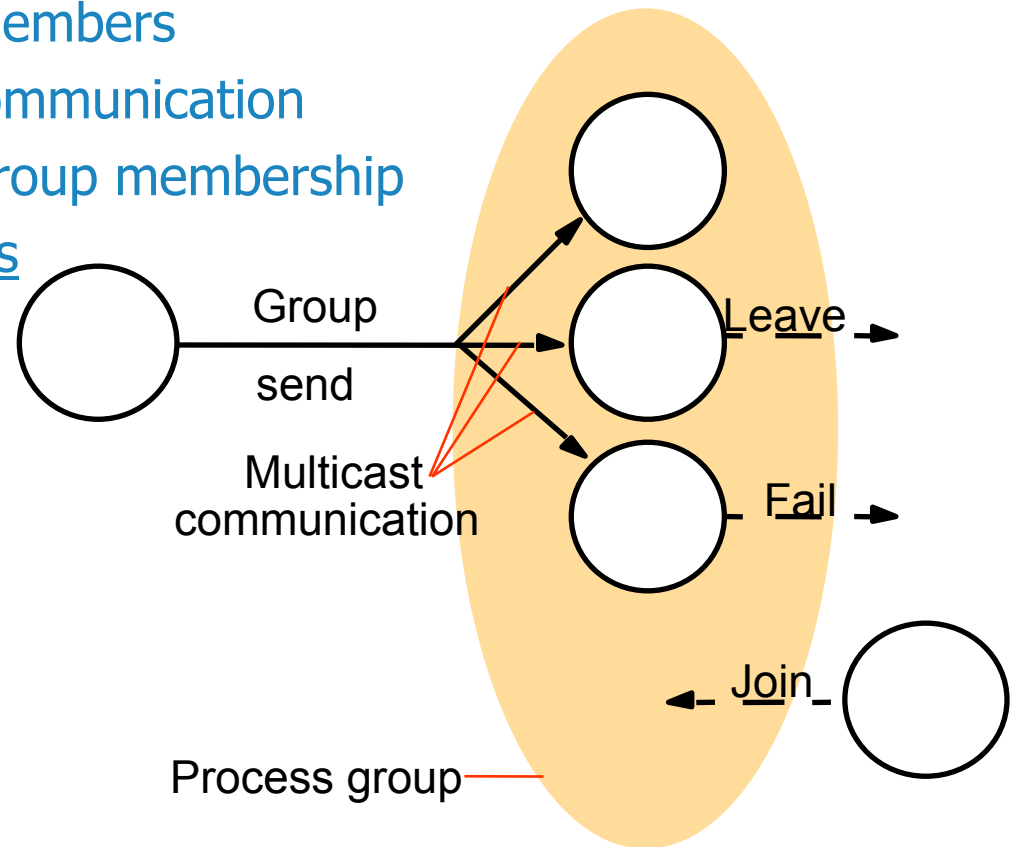 embers
ommunication
roup membership
s
Group
send
Leave
Multicast
communication
Fail
Join
Process group